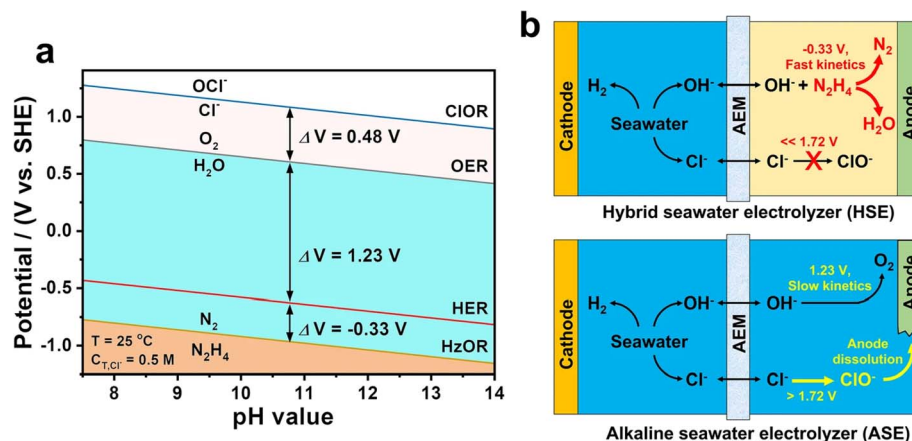 a
Potential / (V vs. SHE)
1.0
0.5
0.0
-0.5
-1.0
OCl⁻
Cl⁻
O₂
H₂O
ClOR
ΔV = 0.48 V
OER
ΔV = 1.23 V
HER
N₂
N₂H₄
ΔV = -0.33 V
HzOR
T = 25 °C
C_T,Cl⁻ = 0.5 M
8 9 10 11 12 13 14
pH value
b
Cathode
H₂
Seawater
OH⁻
Cl⁻
AEM
-0.33 V,
Fast kinetics
N₂
OH⁻ + N₂H₄
H₂O
<< 1.72 V
Cl⁻
X
ClO⁻
Anode
Hybrid seawater electrolyzer (HSE)
Cathode
H₂
Seawater
OH⁻
Cl⁻
AEM
OH⁻
1.23 V,
Slow kinetics
O₂
Anode
Anode
dissolution
Cl⁻
ClO⁻
> 1.72 V
Alkaline seawater electrolyzer (ASE)